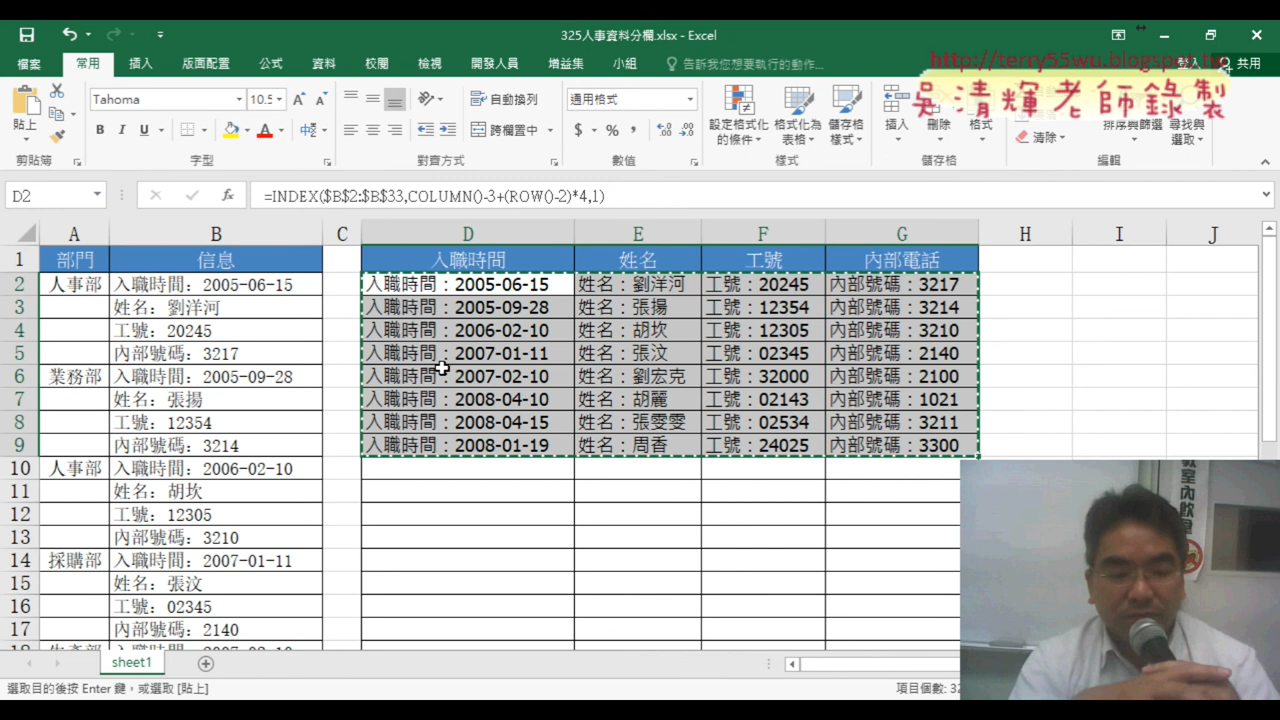 325人事資料分欄.xlsx - Excel
http://terry55wu.blogspot.tw
吳清輝老師錄製
檔案 常用 插入 版面配置 公式 資料 校閱 檢視 開發人員 增益集 小組 告訴我您想要執行的動作... 登入 共用
貼上 Tahoma 10.5 自動換列 通用格式 設定格式化的條件 格式化為表格 儲存格樣式 插入 刪除 格式 排序與篩選 尋找與選取
B I U 中 跨欄置中 $ % , 清除
剪貼簿 字型 對齊方式 數值 樣式 儲存格 編輯
D2 fx =INDEX($B$2:$B$33,COLUMN()-3+(ROW()-2)*4,1)
A B C D E F G H I J
1 部門 信息 入職時間 姓名 工號 內部電話
2 人事部 入職時間：2005-06-15 入職時間：2005-06-15 姓名：劉洋河 工號：20245 內部號碼：3217
3 姓名：劉洋河 入職時間：2005-09-28 姓名：張揚 工號：12354 內部號碼：3214
4 工號：20245 入職時間：2006-02-10 姓名：胡坎 工號：12305 內部號碼：3210
5 內部號碼：3217 入職時間：2007-01-11 姓名：張汶 工號：02345 內部號碼：2140
6 業務部 入職時間：2005-09-28 入職時間：2007-02-10 姓名：劉宏克 工號：32000 內部號碼：2100
7 姓名：張揚 入職時間：2008-04-10 姓名：胡麗 工號：02143 內部號碼：1021
8 工號：12354 入職時間：2008-04-15 姓名：張雯雯 工號：02534 內部號碼：3211
9 內部號碼：3214 入職時間：2008-01-19 姓名：周香 工號：24025 內部號碼：3300
10 人事部 入職時間：2006-02-10
11 姓名：胡坎
12 工號：12305
13 內部號碼：3210
14 採購部 入職時間：2007-01-11
15 姓名：張汶
16 工號：02345
17 內部號碼：2140
教室內飲
sheet1
選取目的後按 Enter 鍵，或選取 [貼上] 項目個數: 32